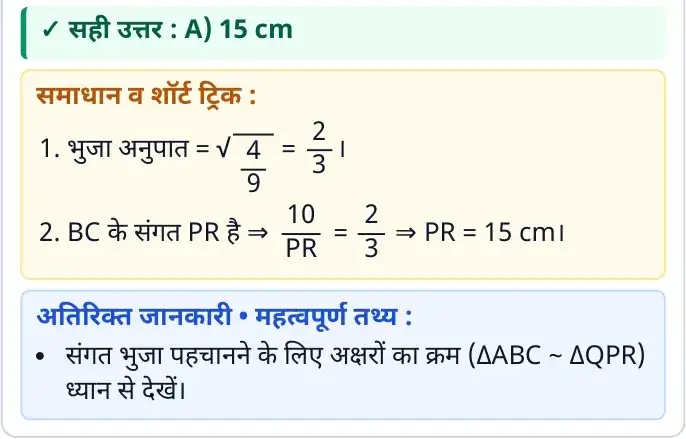 ✓ सही उत्तर : A) 15 cm
समाधान व शॉर्ट ट्रिक :
1. भुजा अनुपात = √(4/9) = 2/3।
2. BC के संगत PR है ⇒ 10/PR = 2/3 ⇒ PR = 15 cm।
अतिरिक्त जानकारी • महत्वपूर्ण तथ्य :
• संगत भुजा पहचानने के लिए अक्षरों का क्रम (ΔABC ~ ΔQPR)
ध्यान से देखें।